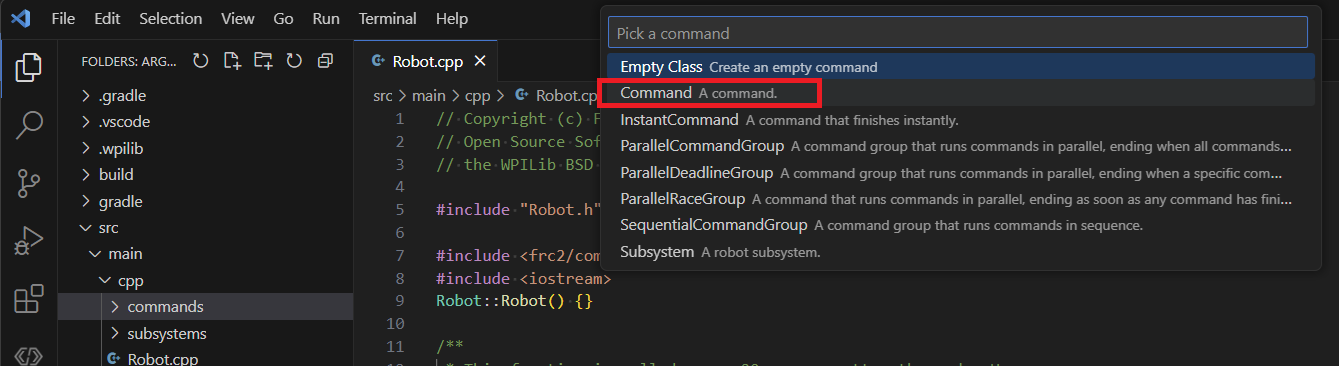 File Edit Selection View Go Run Terminal Help
Pick a command
Empty Class Create an empty command
Command A command.
InstantCommand A command that finishes instantly.
ParallelCommandGroup A command group that runs commands in parallel, ending when all commands...
ParallelDeadlineGroup A command group that runs commands in parallel, ending when a specific com...
ParallelRaceGroup A command that runs commands in parallel, ending as soon as any command has fini...
SequentialCommandGroup A command group that runs commands in sequence.
Subsystem A robot subsystem.
FOLDERS: ARG...
.gradle
.vscode
.wpilib
build
gradle
src
main
cpp
commands
subsystems
Robot.cpp
Robot.cpp
src > main > cpp > Robot.cp
1 // Copyright (c) F
2 // Open Source Sof
3 // the WPILib BSD
4
5 #include "Robot.h"
6
7 #include <frc2/com
8 #include <iostream>
9 Robot::Robot() {}
10
11 /**